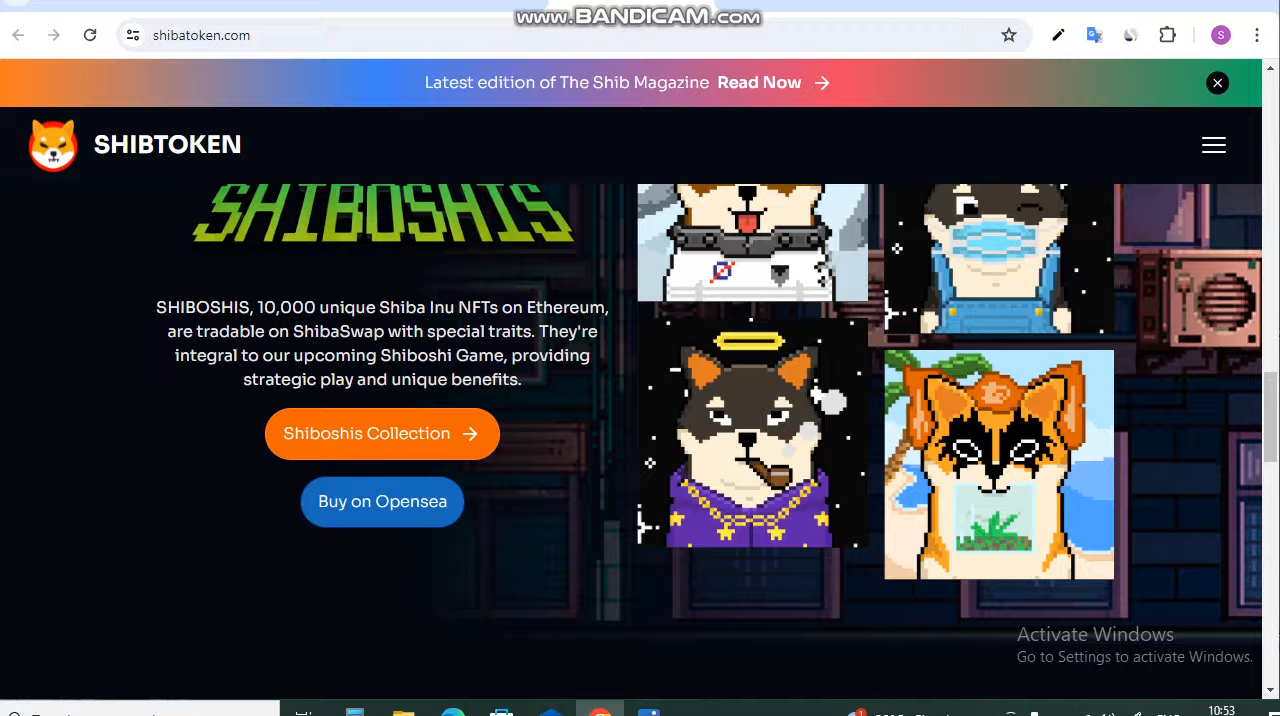 www.BANDICAM.com
shibatoken.com
S
Latest edition of The Shib Magazine Read Now
SHIBTOKEN
SHIBOSHIS
SHIBOSHIS, 10,000 unique Shiba Inu NFTs on Ethereum,
are tradable on ShibaSwap with special traits. They're
integral to our upcoming Shiboshi Game, providing
strategic play and unique benefits.
Shiboshis Collection
Buy on Opensea
Activate Windows
Go to Settings to activate Windows.
10:53